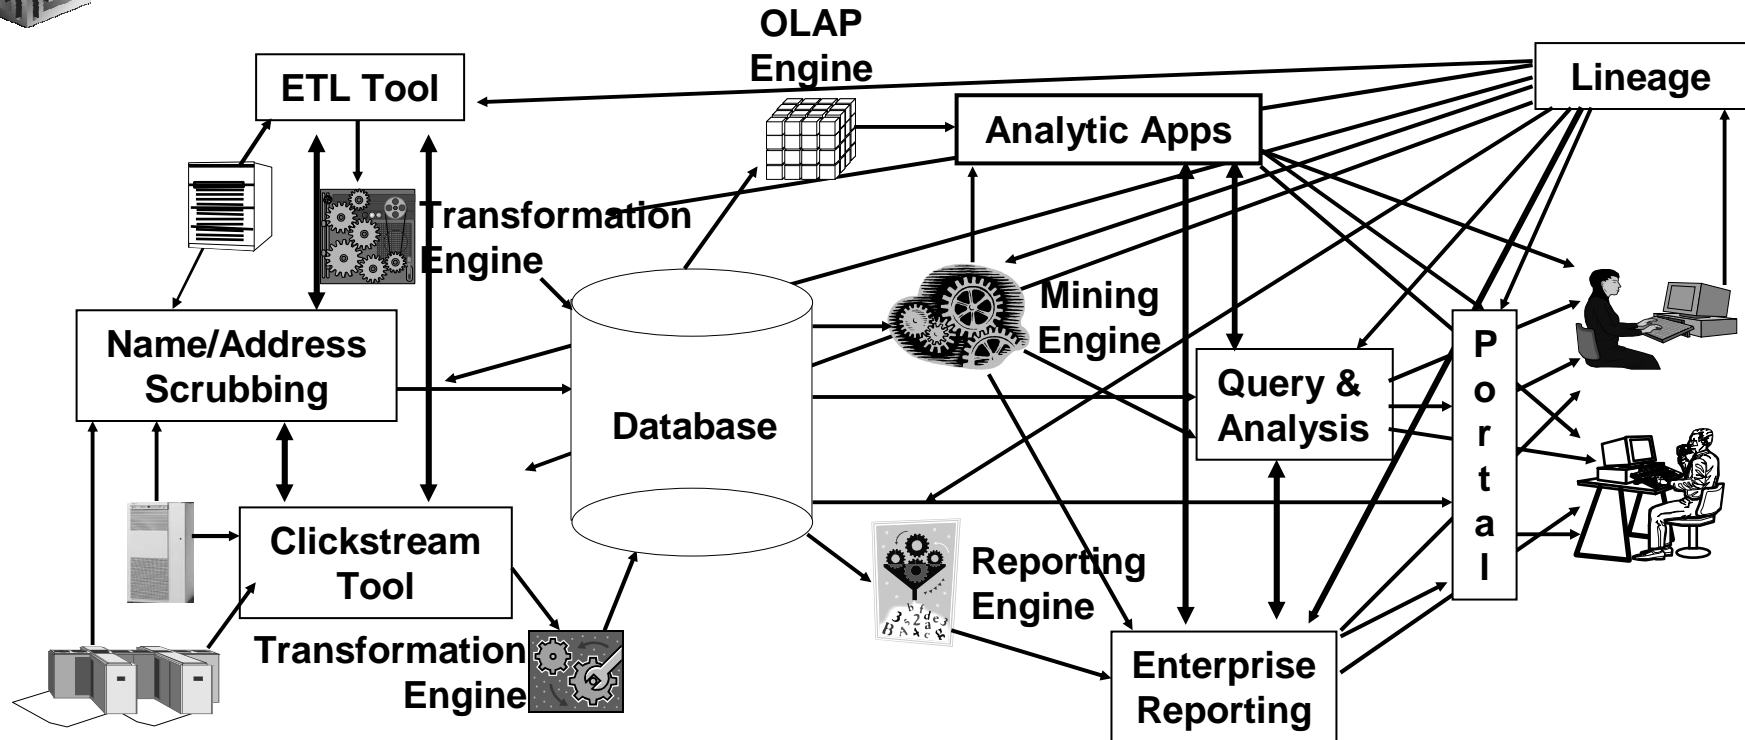 OLAP
Engine
ETL Tool
Lineage
Analytic Apps
Transformation
Engine
Mining
Engine
Name/Address
Scrubbing
Database
Query &
Analysis
P
o
r
t
a
l
Clickstream
Tool
Reporting
Engine
Transformation
Engine
Enterprise
Reporting